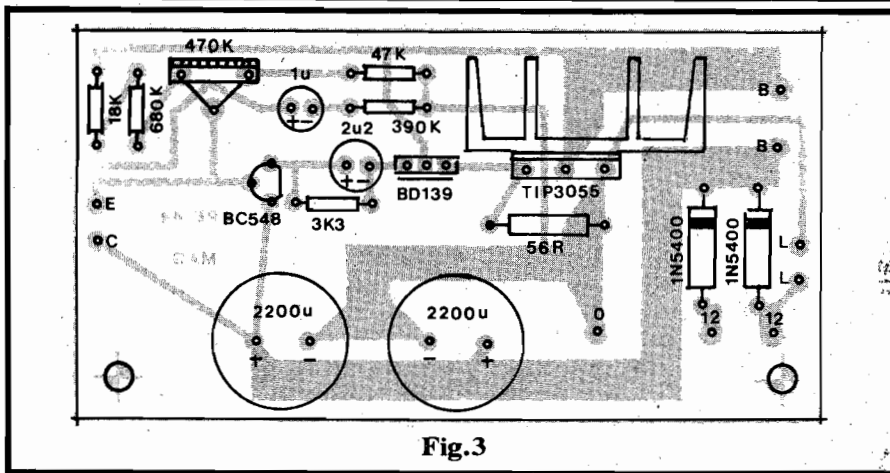 470K
47K
1u
18K
680K
390K
2u2
B
B
BD139
TIP3055
BC548
3K3
56R
E
C
1N5400
1N5400
L
L
2200u
2200u
0
12
12
+ -
+ -
+ -
- +
Fig.3